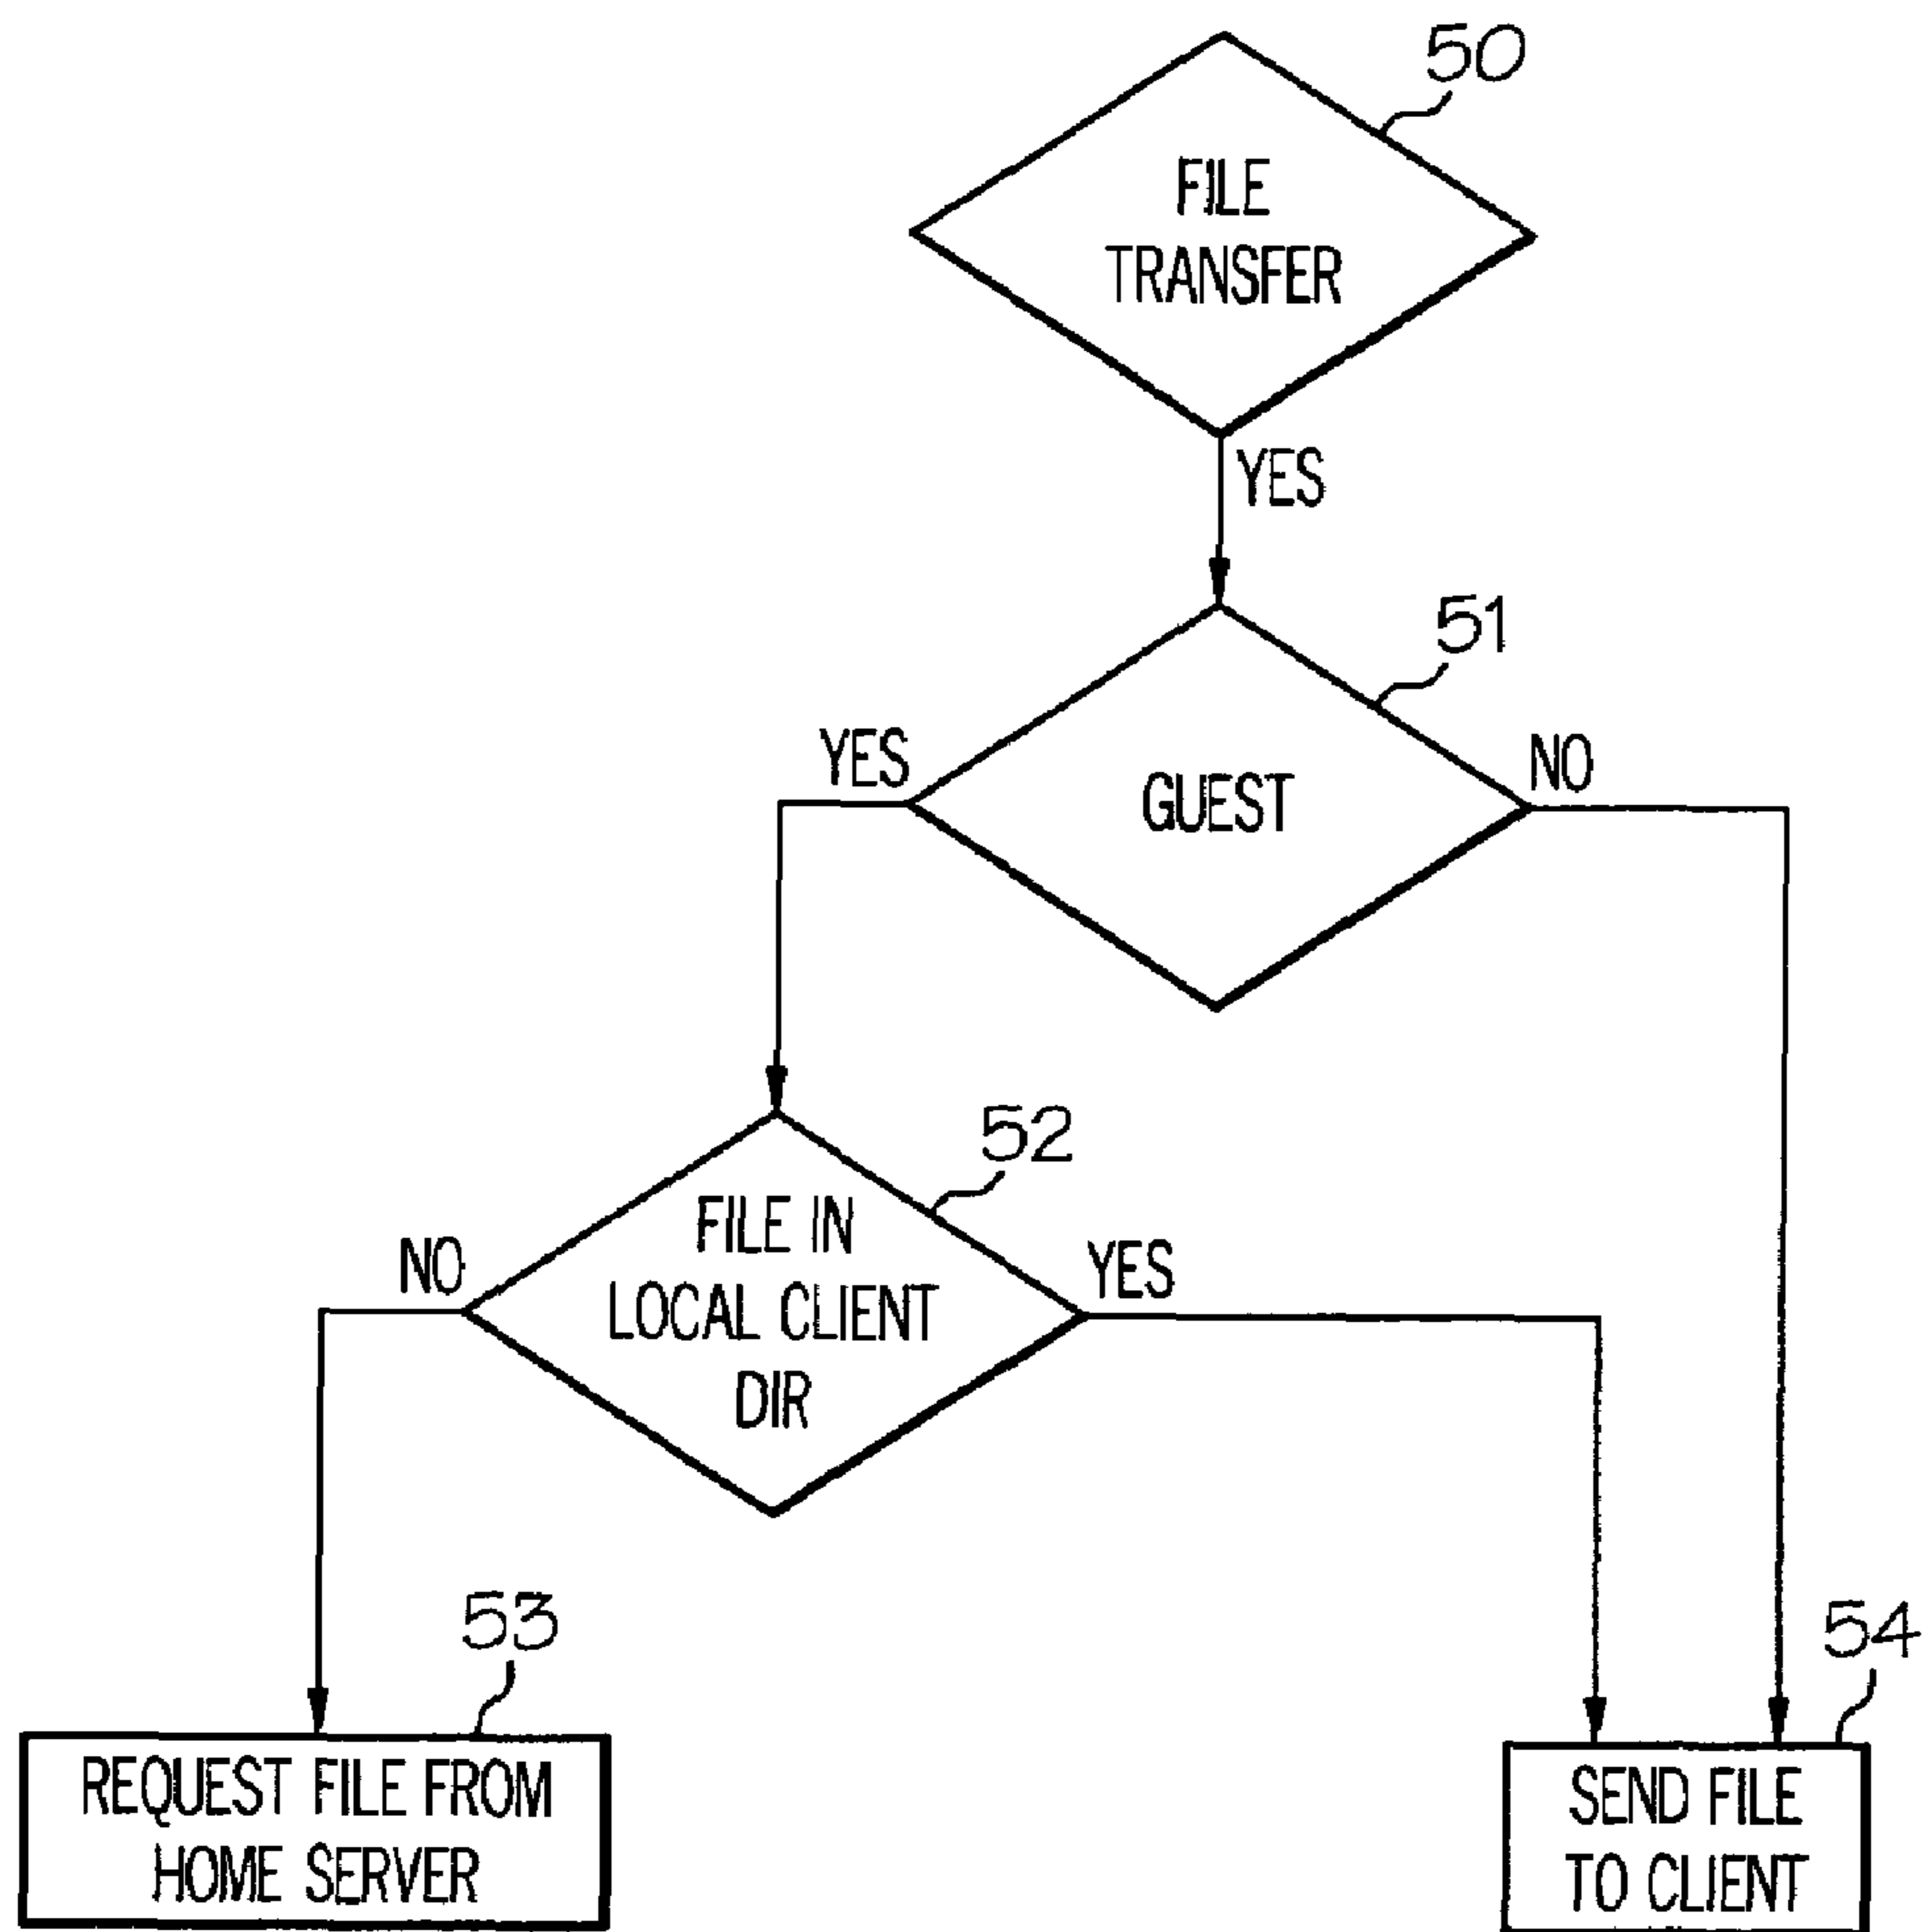 50
FILE
TRANSFER
YES
51
YES
NO
GUEST
52
FILE IN
NO
YES
LOCAL CLIENT
DIR
53
54
REQUEST FILE FROM
HOME SERVER
SEND FILE
TO CLIENT